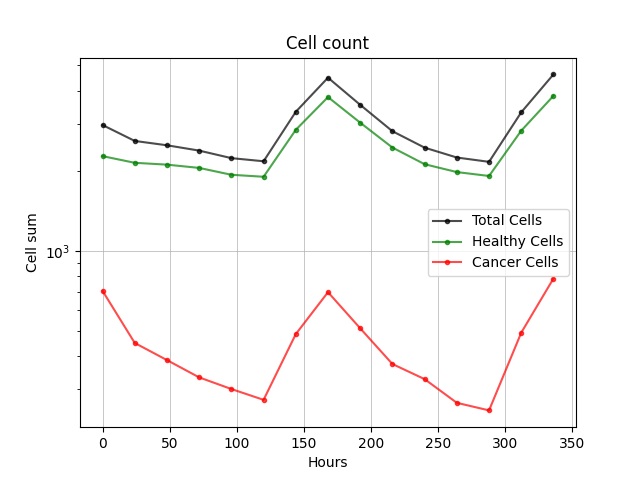 Cell count
Cell sum
10³
Total Cells
Healthy Cells
Cancer Cells
0 50 100 150 200 250 300 350
Hours